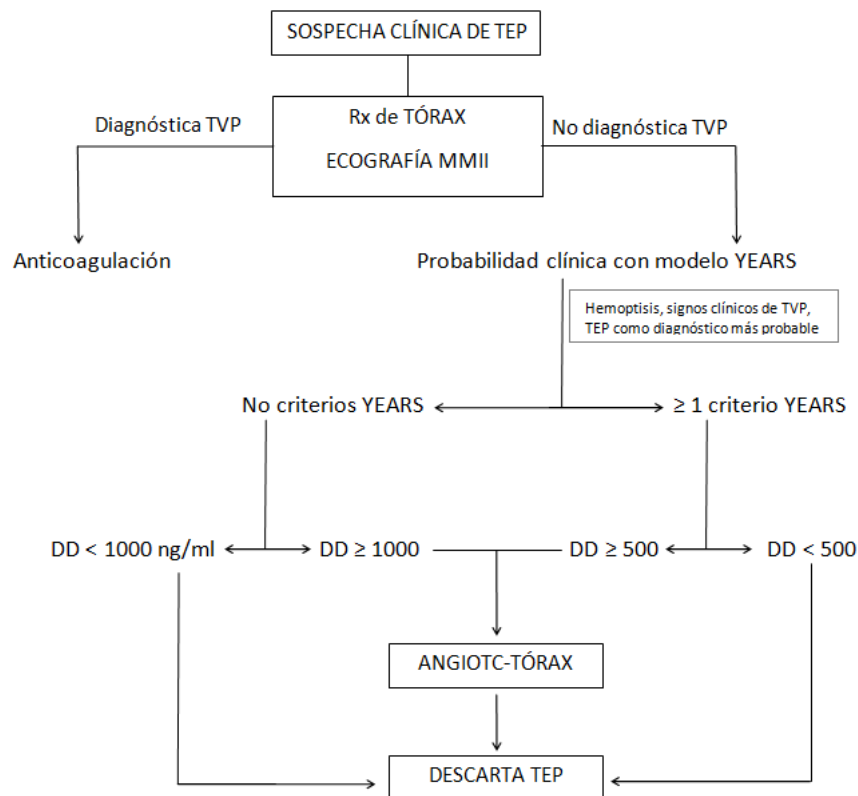 SOSPECHA CLÍNICA DE TEP
Rx de TÓRAX
ECOGRAFÍA MMII
Diagnóstica TVP
No diagnóstica TVP
Anticoagulación
Probabilidad clínica con modelo YEARS
Hemoptisis, signos clínicos de TVP,
TEP como diagnóstico más probable
No criterios YEARS
≥ 1 criterio YEARS
DD < 1000 ng/ml
DD ≥ 1000
DD ≥ 500
DD < 500
ANGIOTC-TÓRAX
DESCARTA TEP